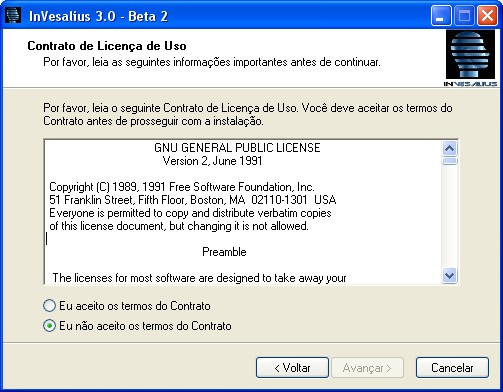 InVesalius 3.0 - Beta 2
Contrato de Licença de Uso
Por favor, leia as seguintes informações importantes antes de continuar.
INVESALIUS
Por favor, leia o seguinte Contrato de Licença de Uso. Você deve aceitar os termos do
Contrato antes de prosseguir com a instalação.
GNU GENERAL PUBLIC LICENSE
Version 2, June 1991
Copyright (C) 1989, 1991 Free Software Foundation, Inc.
51 Franklin Street, Fifth Floor, Boston, MA  02110-1301  USA
Everyone is permitted to copy and distribute verbatim copies
of this license document, but changing it is not allowed.
Preamble
The licenses for most software are designed to take away your
Eu aceito os termos do Contrato
Eu não aceito os termos do Contrato
< Voltar
Avançar >
Cancelar